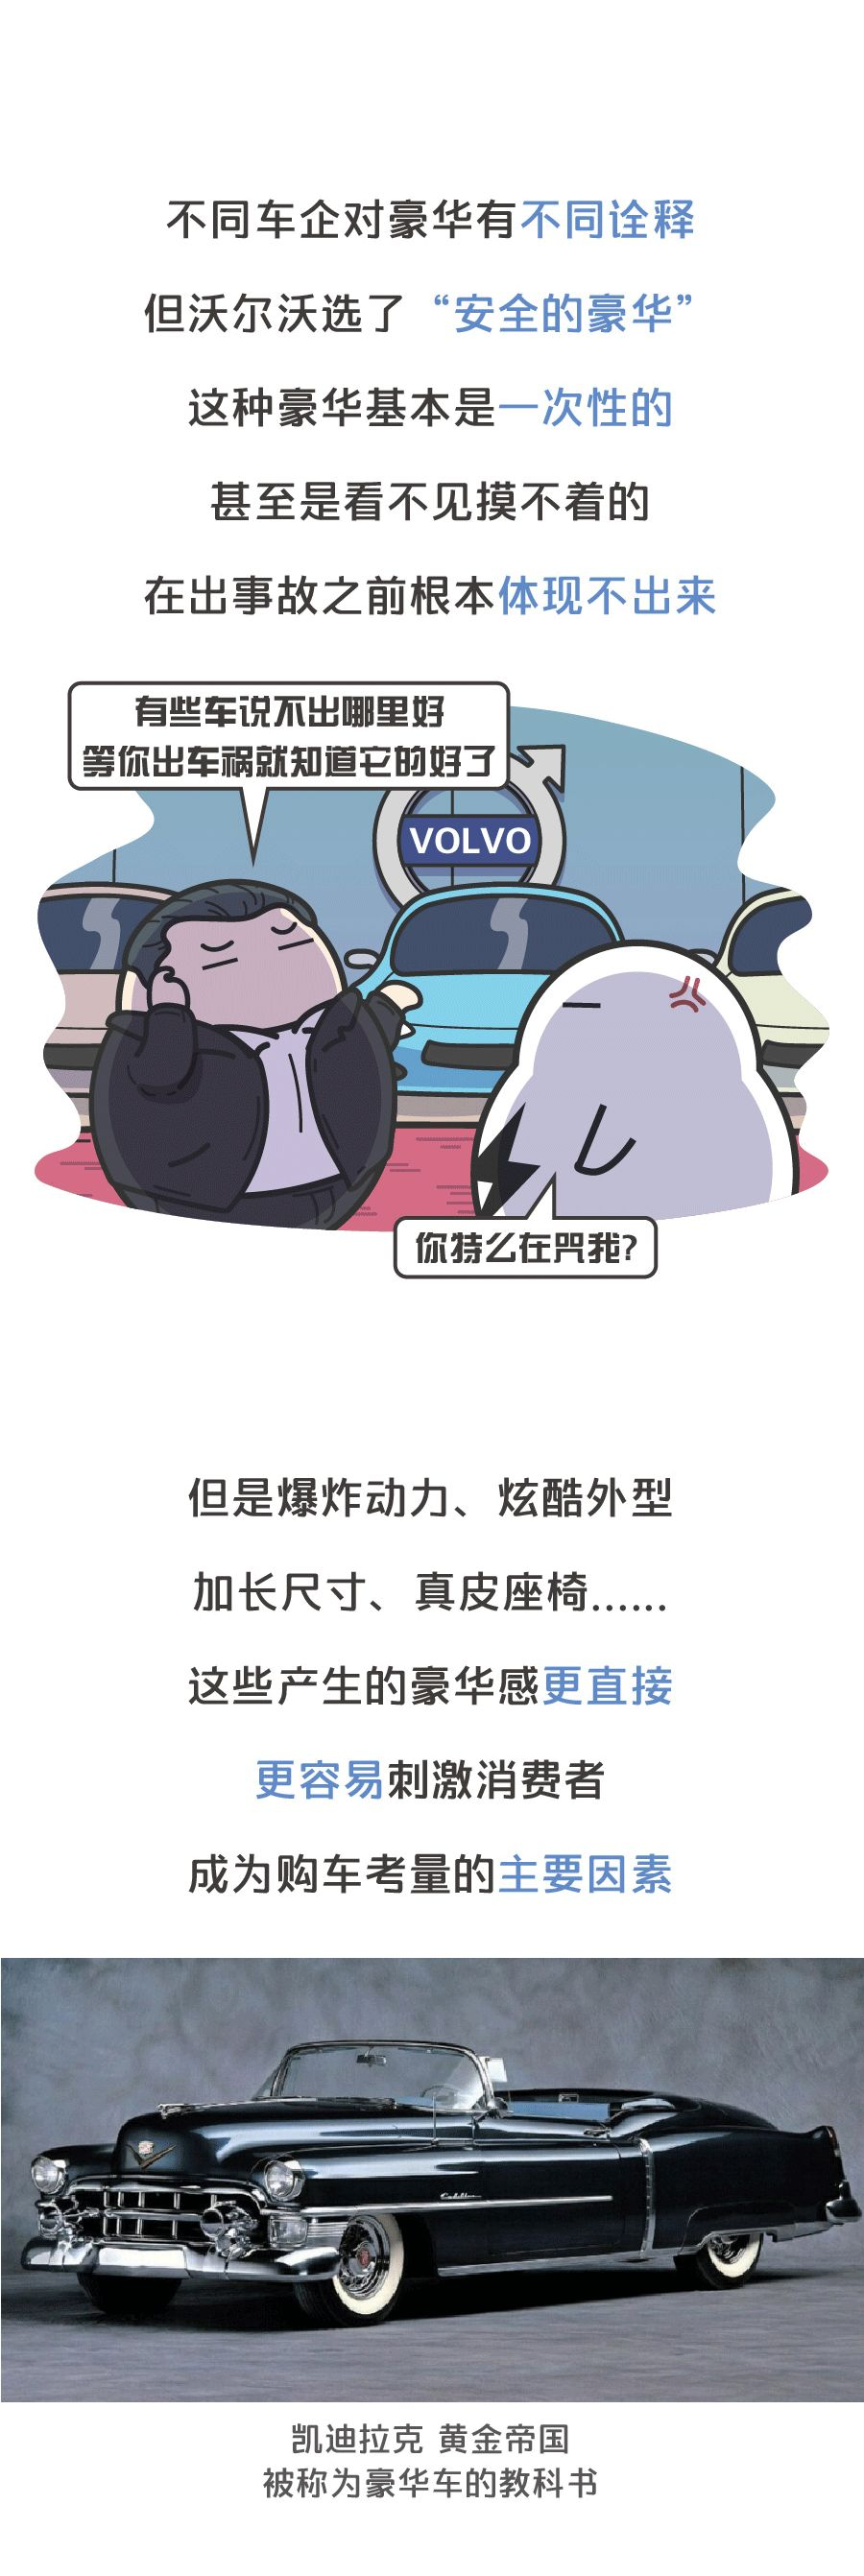 不同车企对豪华有不同诠释
但沃尔沃选了“安全的豪华”
这种豪华基本是一次性的
甚至是看不见摸不着的
在出事故之前根本体现不出来
有些车说不出哪里好
等你出车祸就知道它的好了
VOLVO
你特么在咒我?
但是爆炸动力、炫酷外型
加长尺寸、真皮座椅......
这些产生的豪华感更直接
更容易刺激消费者
成为购车考量的主要因素
Cadillac
凯迪拉克 黄金帝国
被称为豪华车的教科书